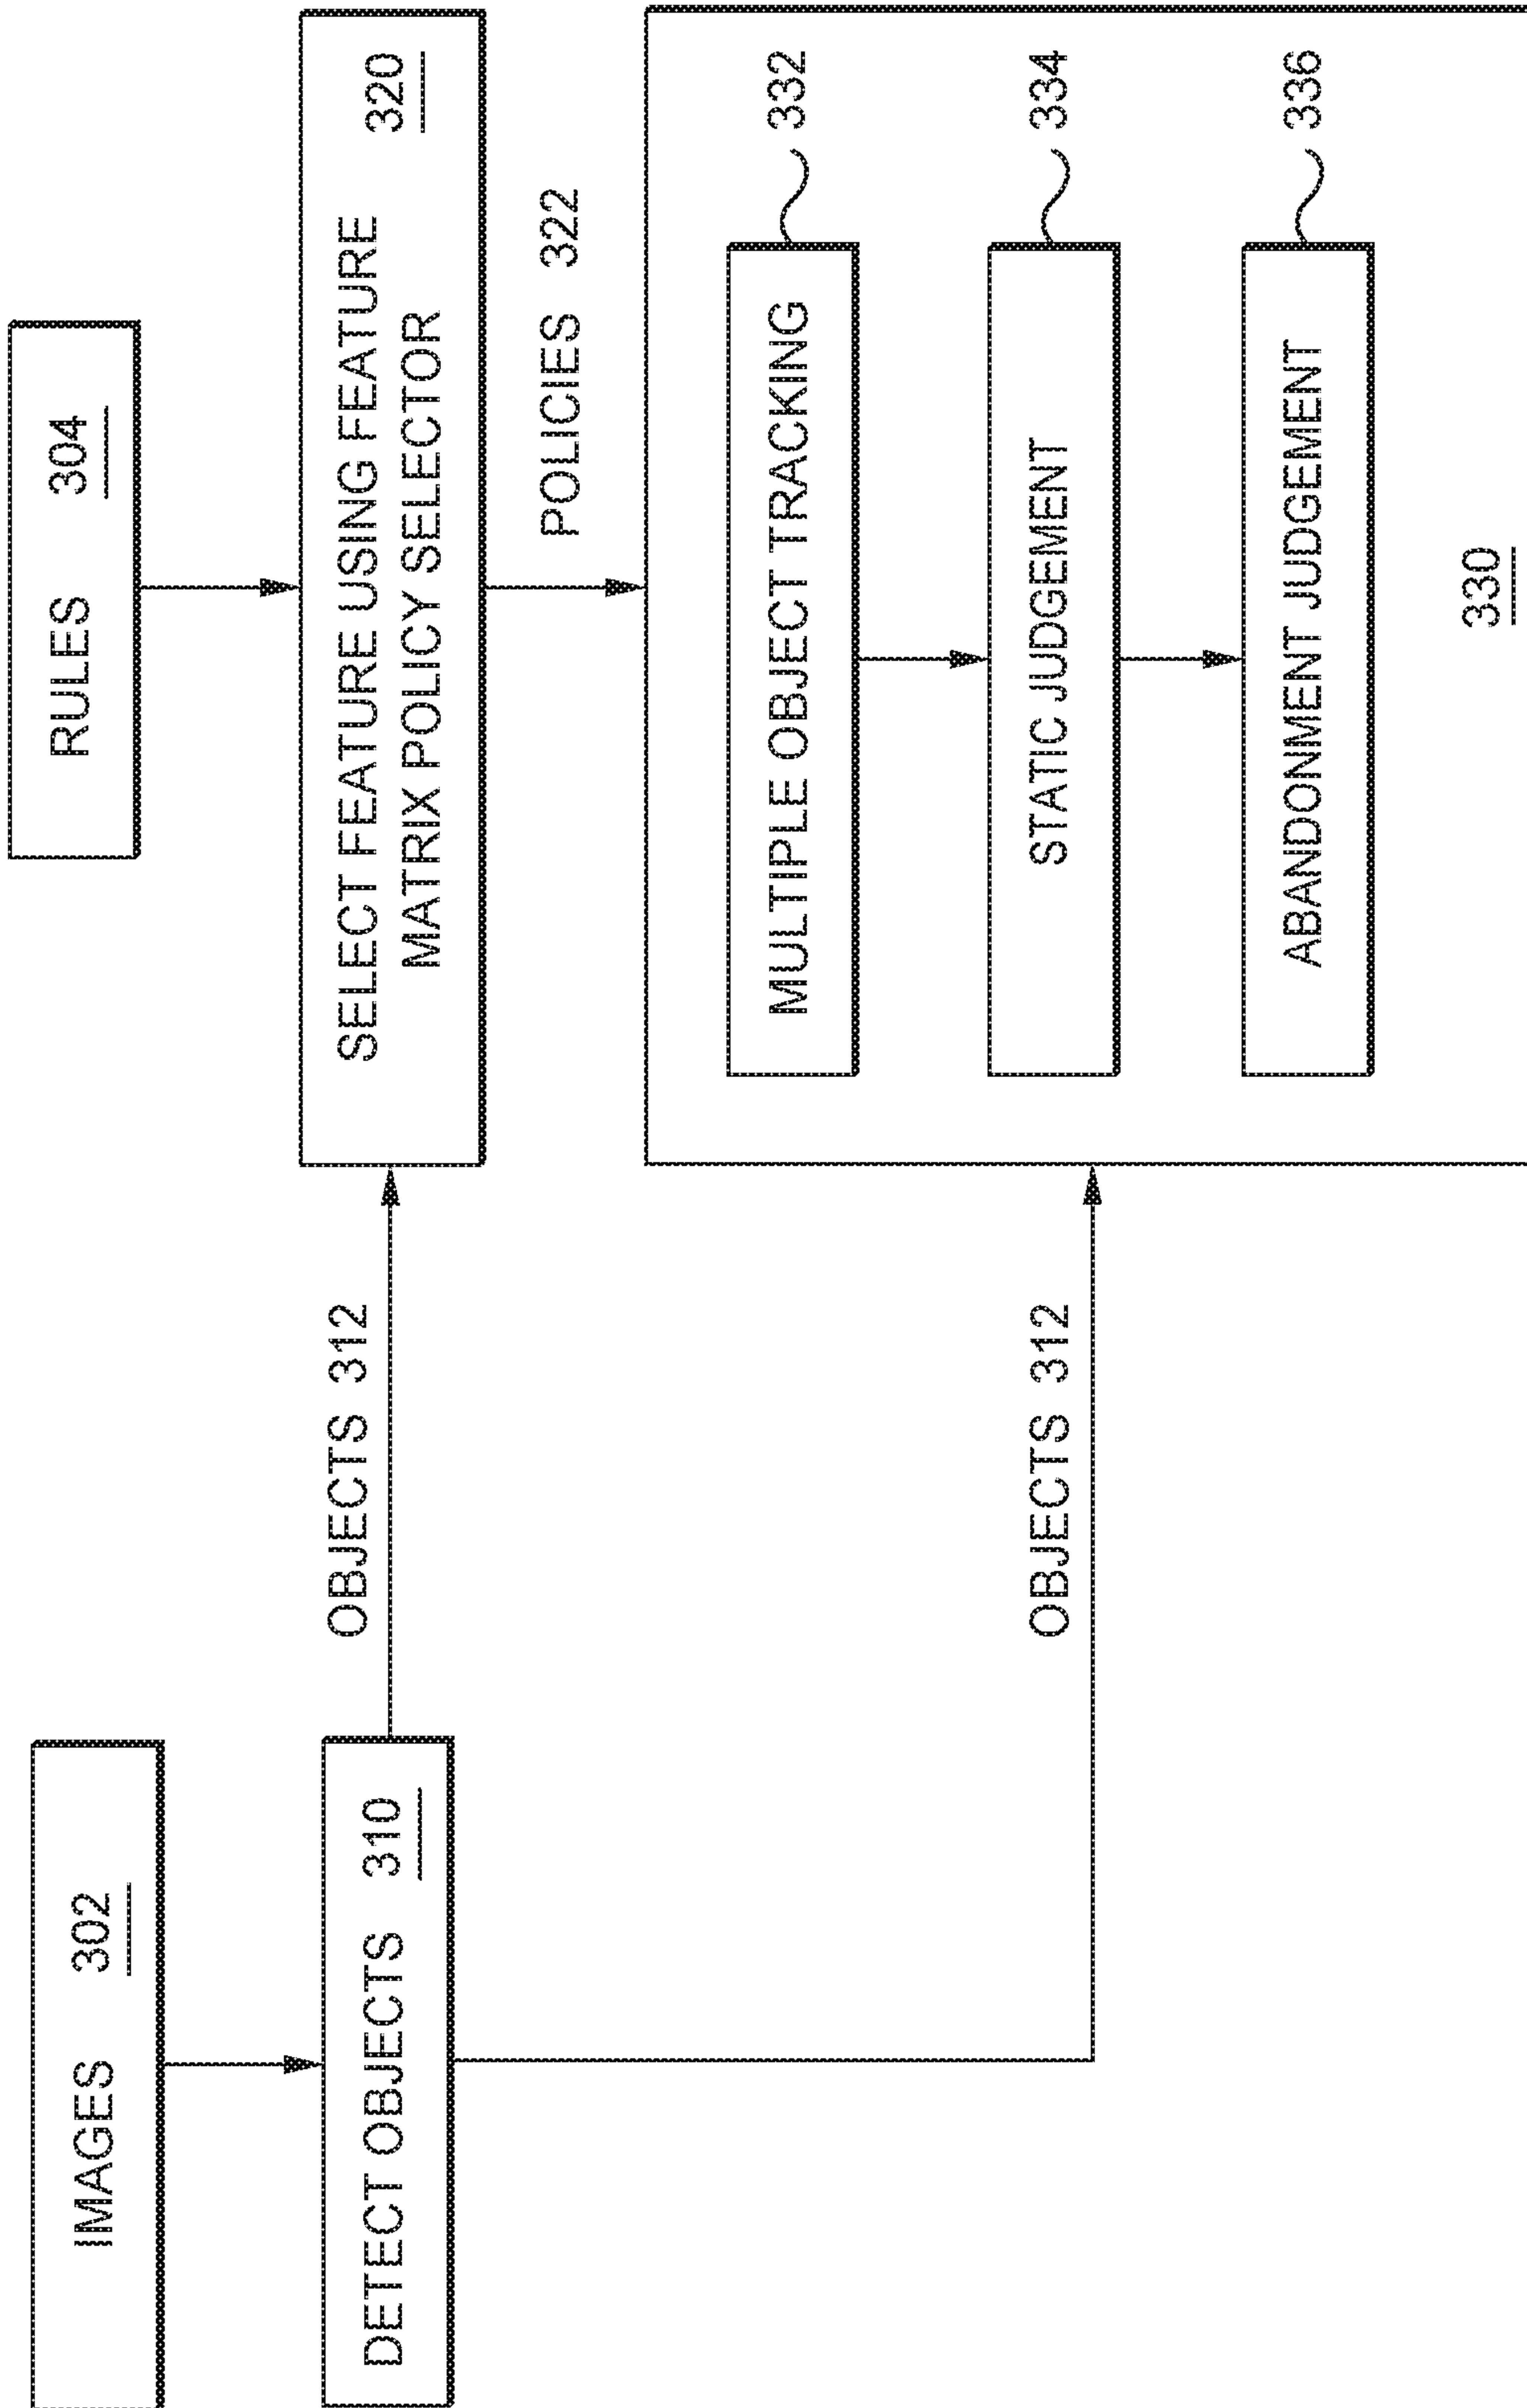 IMAGES 302
DETECT OBJECTS 310
OBJECTS 312
OBJECTS 312
RULES 304
SELECT FEATURE USING FEATURE
MATRIX POLICY SELECTOR
320
POLICIES 322
MULTIPLE OBJECT TRACKING
332
STATIC JUDGEMENT
334
ABANDONMENT JUDGEMENT
336
330